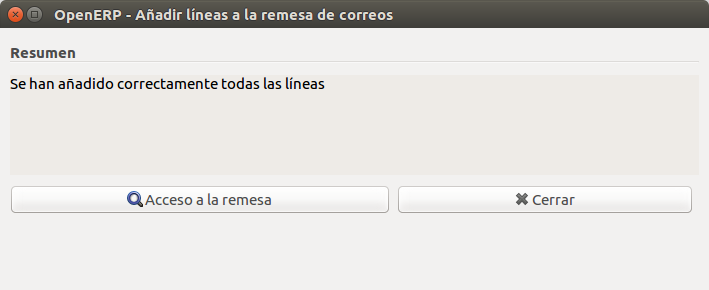 OpenERP - Añadir líneas a la remesa de correos
Resumen
Se han añadido correctamente todas las líneas
Acceso a la remesa
Cerrar